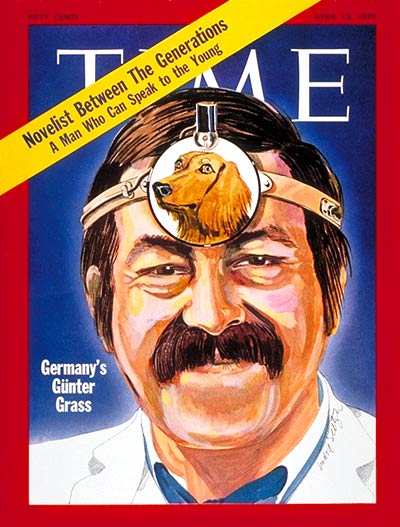 FIFTY CENTS
APRIL 13, 1970
TIME
Novelist Between The Generations
A Man Who Can Speak to the Young
Germany's
Günter
Grass